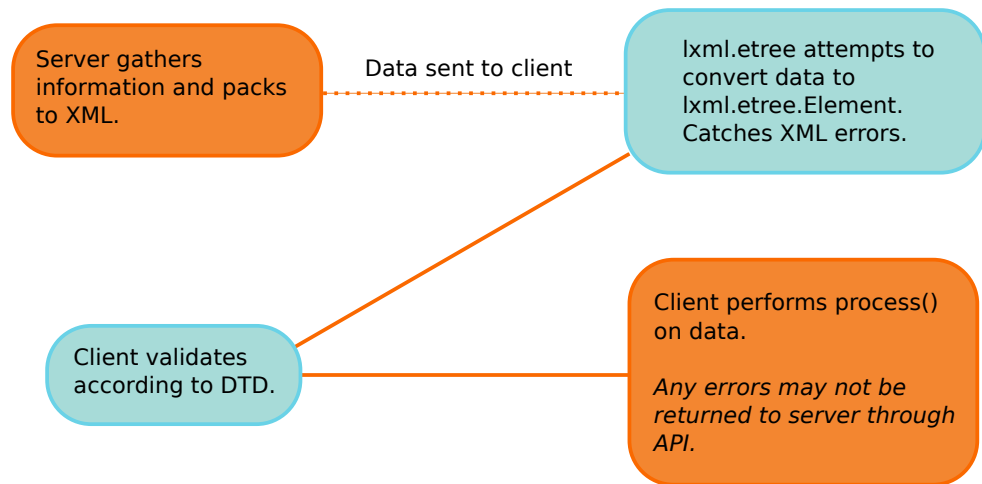 Server gathers
information and packs
to XML.
Data sent to client
lxml.etree attempts to
convert data to
lxml.etree.Element.
Catches XML errors.
Client validates
according to DTD.
Client performs process()
on data.
Any errors may not be
returned to server through
API.